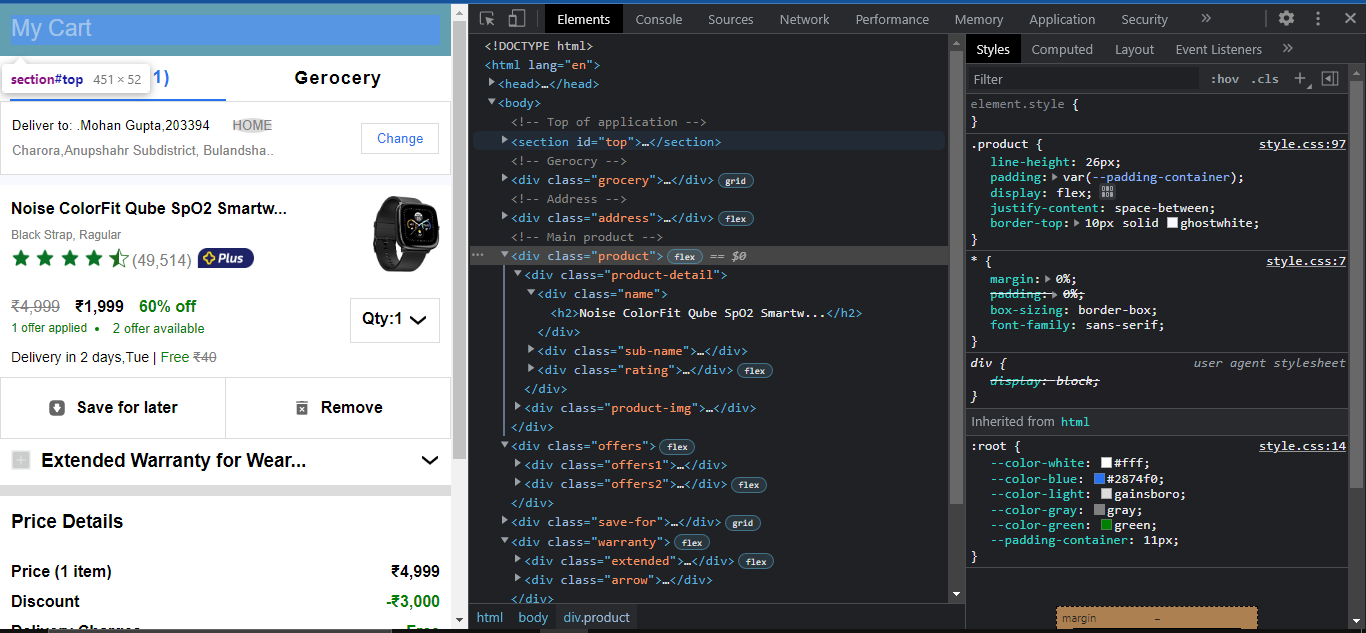 My Cart
section#top 451 × 52
1)
Gerocery
Deliver to: .Mohan Gupta,203394 HOME
Charora,Anupshahr Subdistrict, Bulandsha..
Change
Noise ColorFit Qube SpO2 Smartw...
Black Strap, Ragular
(49,514) Plus
₹4,999 ₹1,999 60% off
1 offer applied • 2 offer available
Qty:1
Delivery in 2 days,Tue | Free ₹40
Save for later
Remove
Extended Warranty for Wear...
Price Details
Price (1 item) ₹4,999
Discount -₹3,000
Delivery Charges Free
Elements Console Sources Network Performance Memory Application Security »
<!DOCTYPE html>
<html lang="en">
<head>…</head>
<body>
<!-- Top of application -->
<section id="top">…</section>
<!-- Gerocry -->
<div class="grocery">…</div> grid
<!-- Address -->
<div class="address">…</div> flex
<!-- Main product -->
<div class="product"> flex == $0
<div class="product-detail">
<div class="name">
<h2>Noise ColorFit Qube SpO2 Smartw...</h2>
</div>
<div class="sub-name">…</div>
<div class="rating">…</div> flex
</div>
<div class="product-img">…</div>
</div>
<div class="offers"> flex
<div class="offers1">…</div>
<div class="offers2">…</div> flex
</div>
<div class="save-for">…</div> grid
<div class="warranty"> flex
<div class="extended">…</div> flex
<div class="arrow">…</div>
</div>
html body div.product
Styles Computed Layout Event Listeners »
Filter :hov .cls +
element.style {
}
.product { style.css:97
line-height: 26px;
padding: var(--padding-container);
display: flex;
justify-content: space-between;
border-top: 10px solid ghostwhite;
}
* { style.css:7
margin: 0%;
padding: 0%;
box-sizing: border-box;
font-family: sans-serif;
}
div { user agent stylesheet
display: block;
}
Inherited from html
:root { style.css:14
--color-white: #fff;
--color-blue: #2874f0;
--color-light: gainsboro;
--color-gray: gray;
--color-green: green;
--padding-container: 11px;
}
margin –